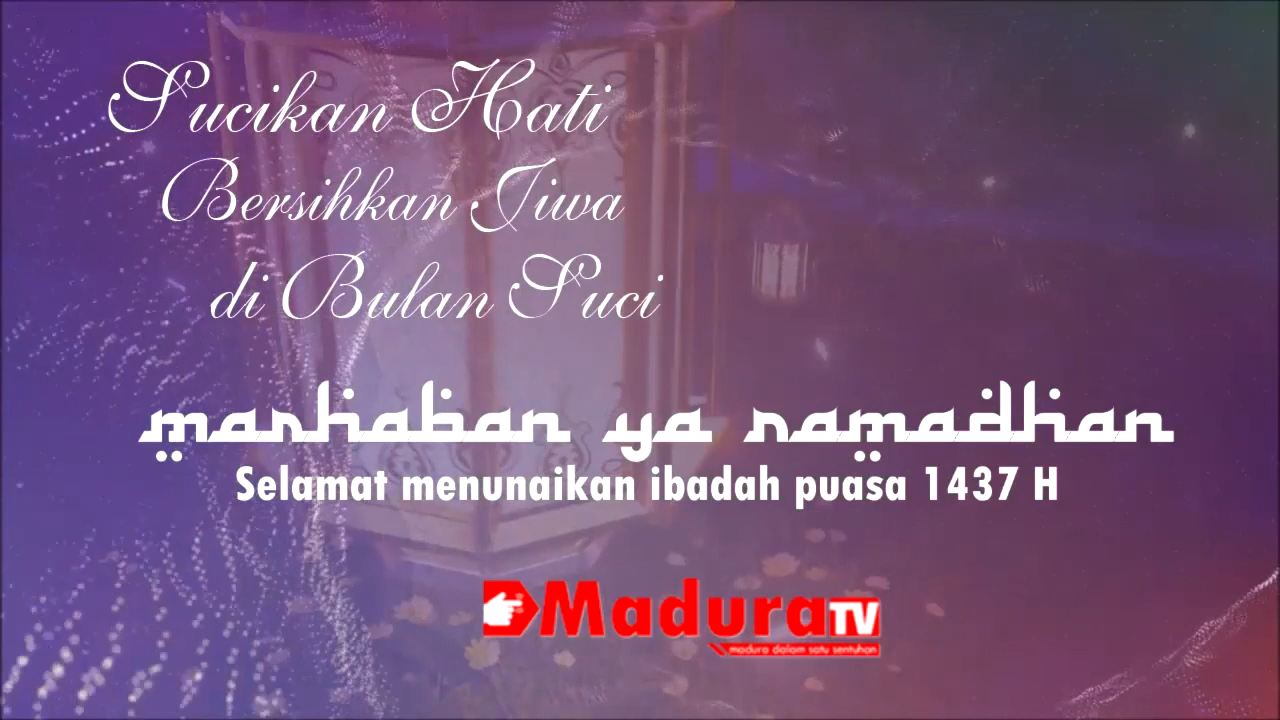 Sucikan Hati
Bersihkan Jiwa
di Bulan Suci
marhaban ya ramadhan
Selamat menunaikan ibadah puasa 1437 H
MaduraTV
madura dalam satu sentuhan